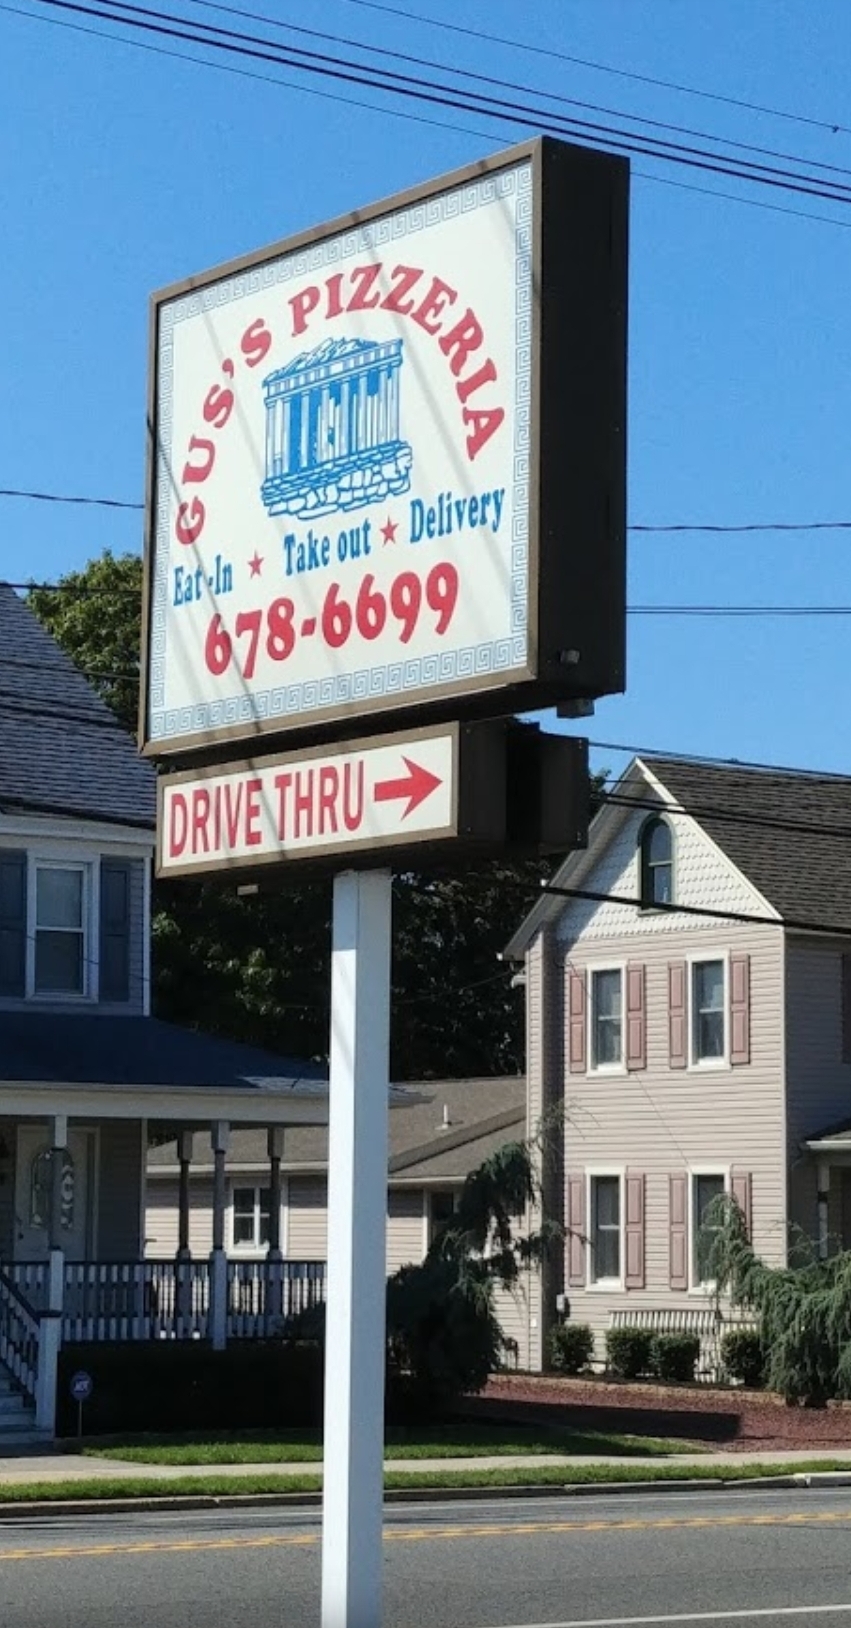 GUS'S PIZZERIA
Eat-In ★ Take out ★ Delivery
678-6699
DRIVE THRU →